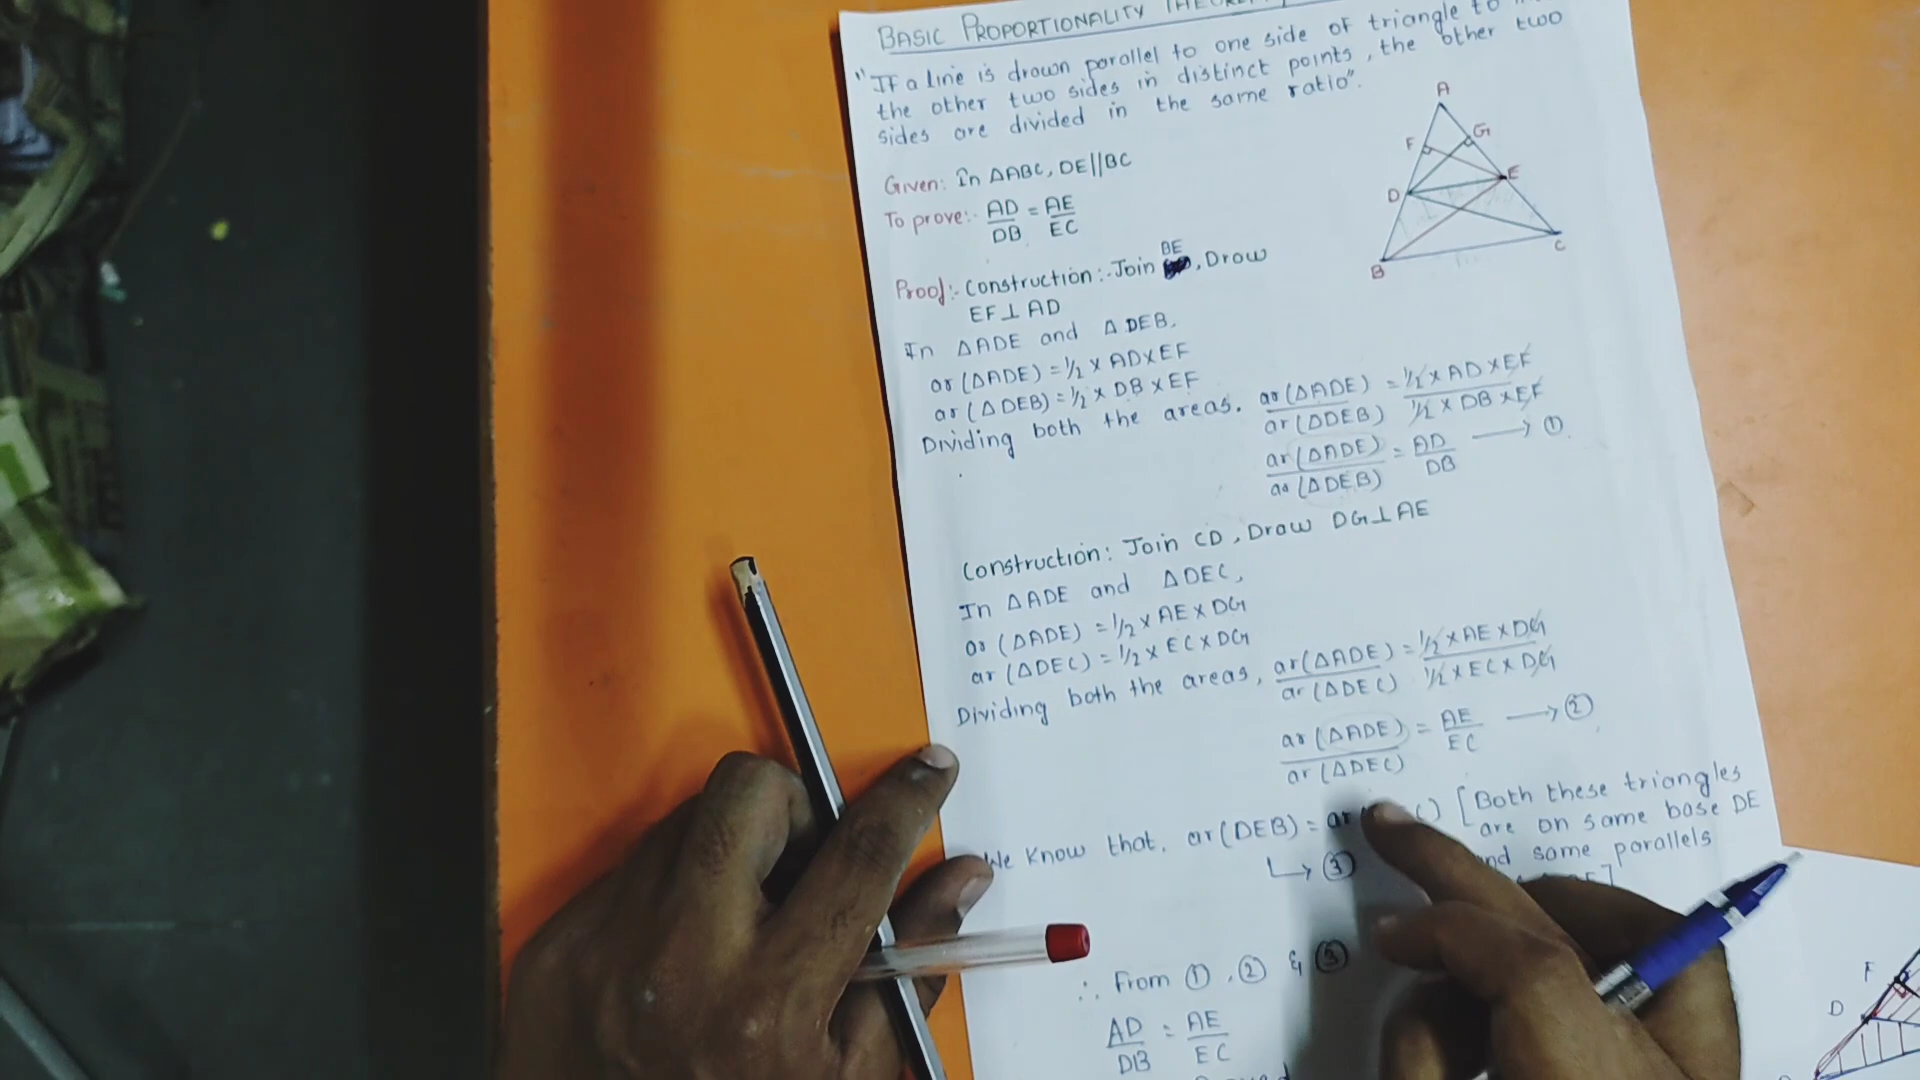 BASIC PROPORTIONALITY
"If a line is drawn parallel to one side of triangle to
the other two sides in distinct points, the other two
sides are divided in the same ratio".
Given: In ΔABC, DE||BC
To prove:- AD/DB = AE/EC
Proof:- Construction:- Join BE, Draw
EF⊥AD
In ΔADE and ΔDEB.
ar (ΔADE) = 1/2 × AD×EF
ar (ΔDEB) = 1/2 × DB × EF
Dividing both the areas. ar (ΔADE)/ar (ΔDEB) = 1/2 × AD × EF/1/2 × DB × EF
ar (ΔADE)/ar (ΔDEB) = AD/DB → ①
Construction: Join CD, Draw DG⊥AE
In ΔADE and ΔDEC,
ar (ΔADE) = 1/2 × AE × DG
ar (ΔDEC) = 1/2 × EC × DG
Dividing both the areas, ar(ΔADE)/ar (ΔDEC) = 1/2 × AE × DG/1/2 × EC × DG
ar (ΔADE)/ar (ΔDEC) = AE/EC → ②
We know that, ar (DEB) = ar C) [Both these triangles
are on same base DE
↳ ③ same parallels
∴ From ①, ② & ③
AD/DB = AE/EC
A
F
G
D
E
B
C
F
D